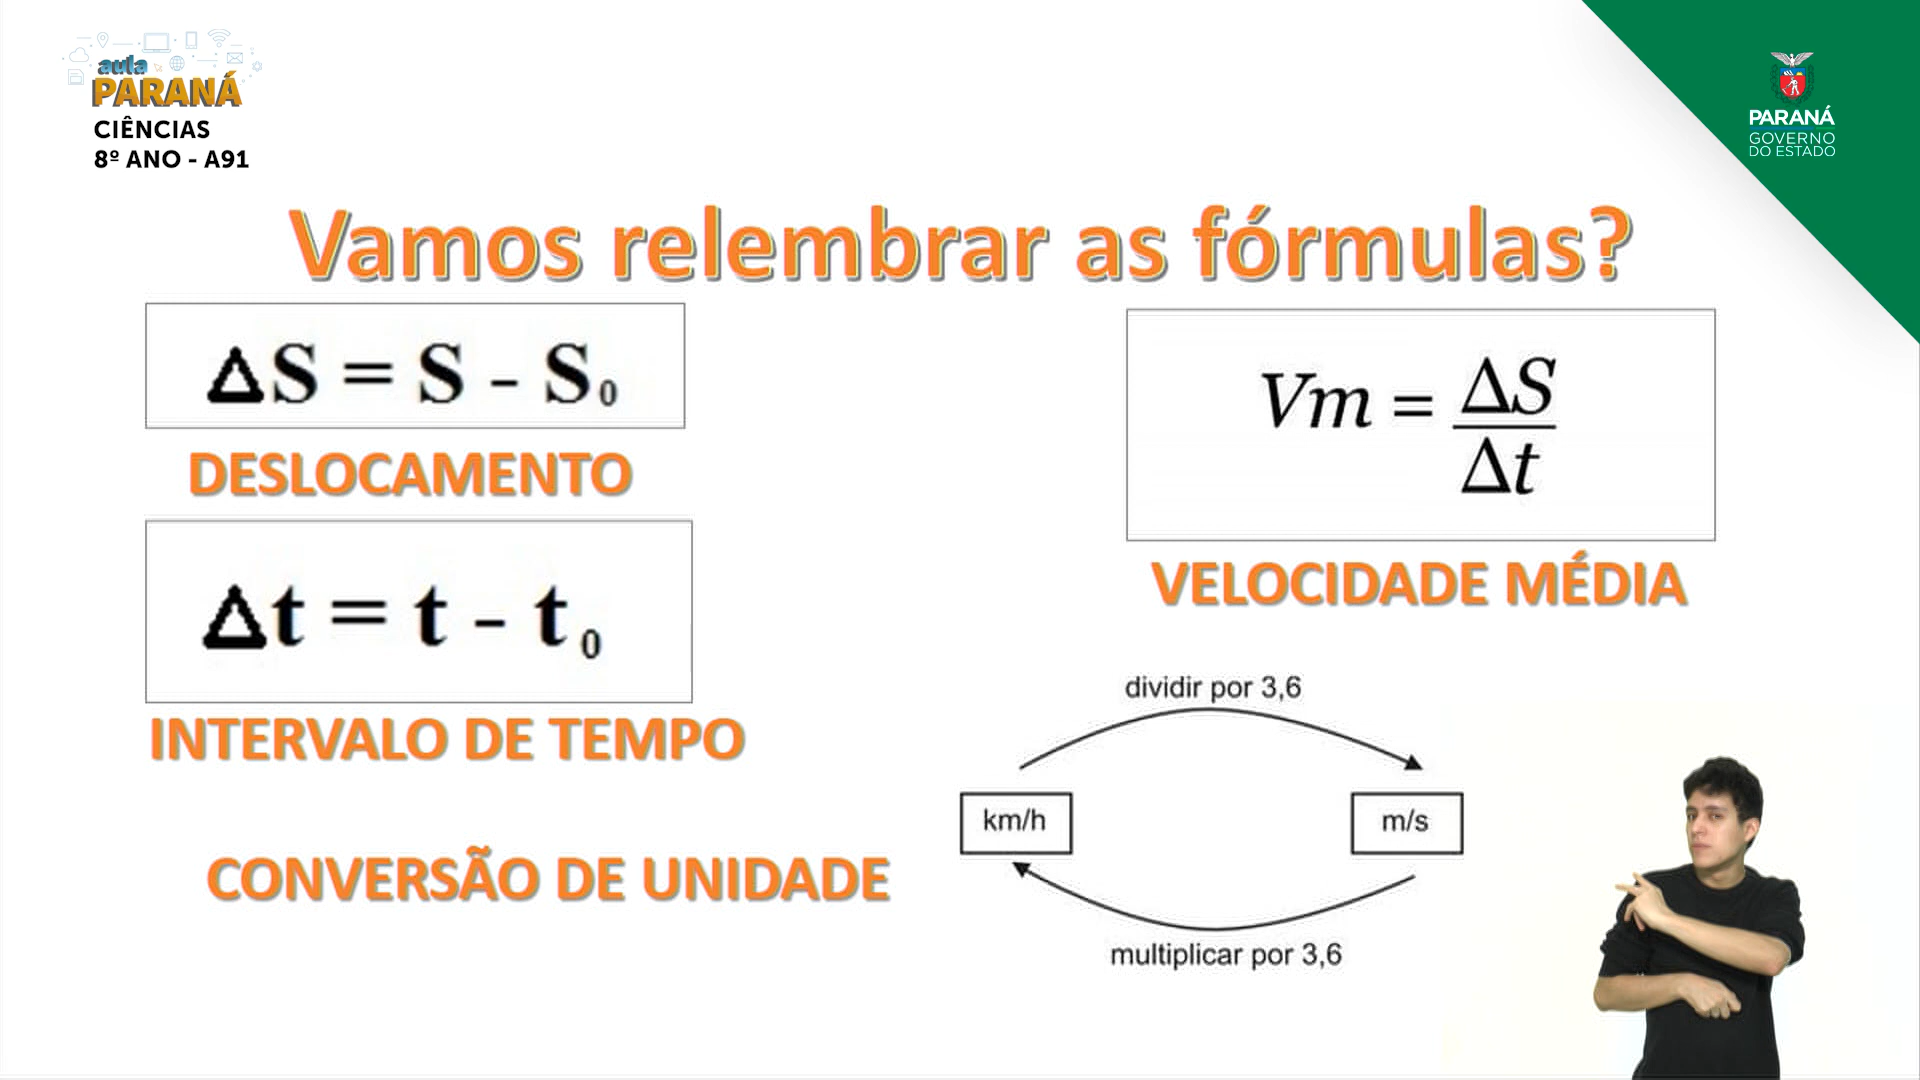 aula
PARANÁ
CIÊNCIAS
8º ANO - A91
PARANÁ
GOVERNO
DO ESTADO
Vamos relembrar as fórmulas?
ΔS = S - S₀
DESLOCAMENTO
Δt = t - t₀
INTERVALO DE TEMPO
Vm = ΔS/Δt
VELOCIDADE MÉDIA
CONVERSÃO DE UNIDADE
dividir por 3,6
km/h
m/s
multiplicar por 3,6